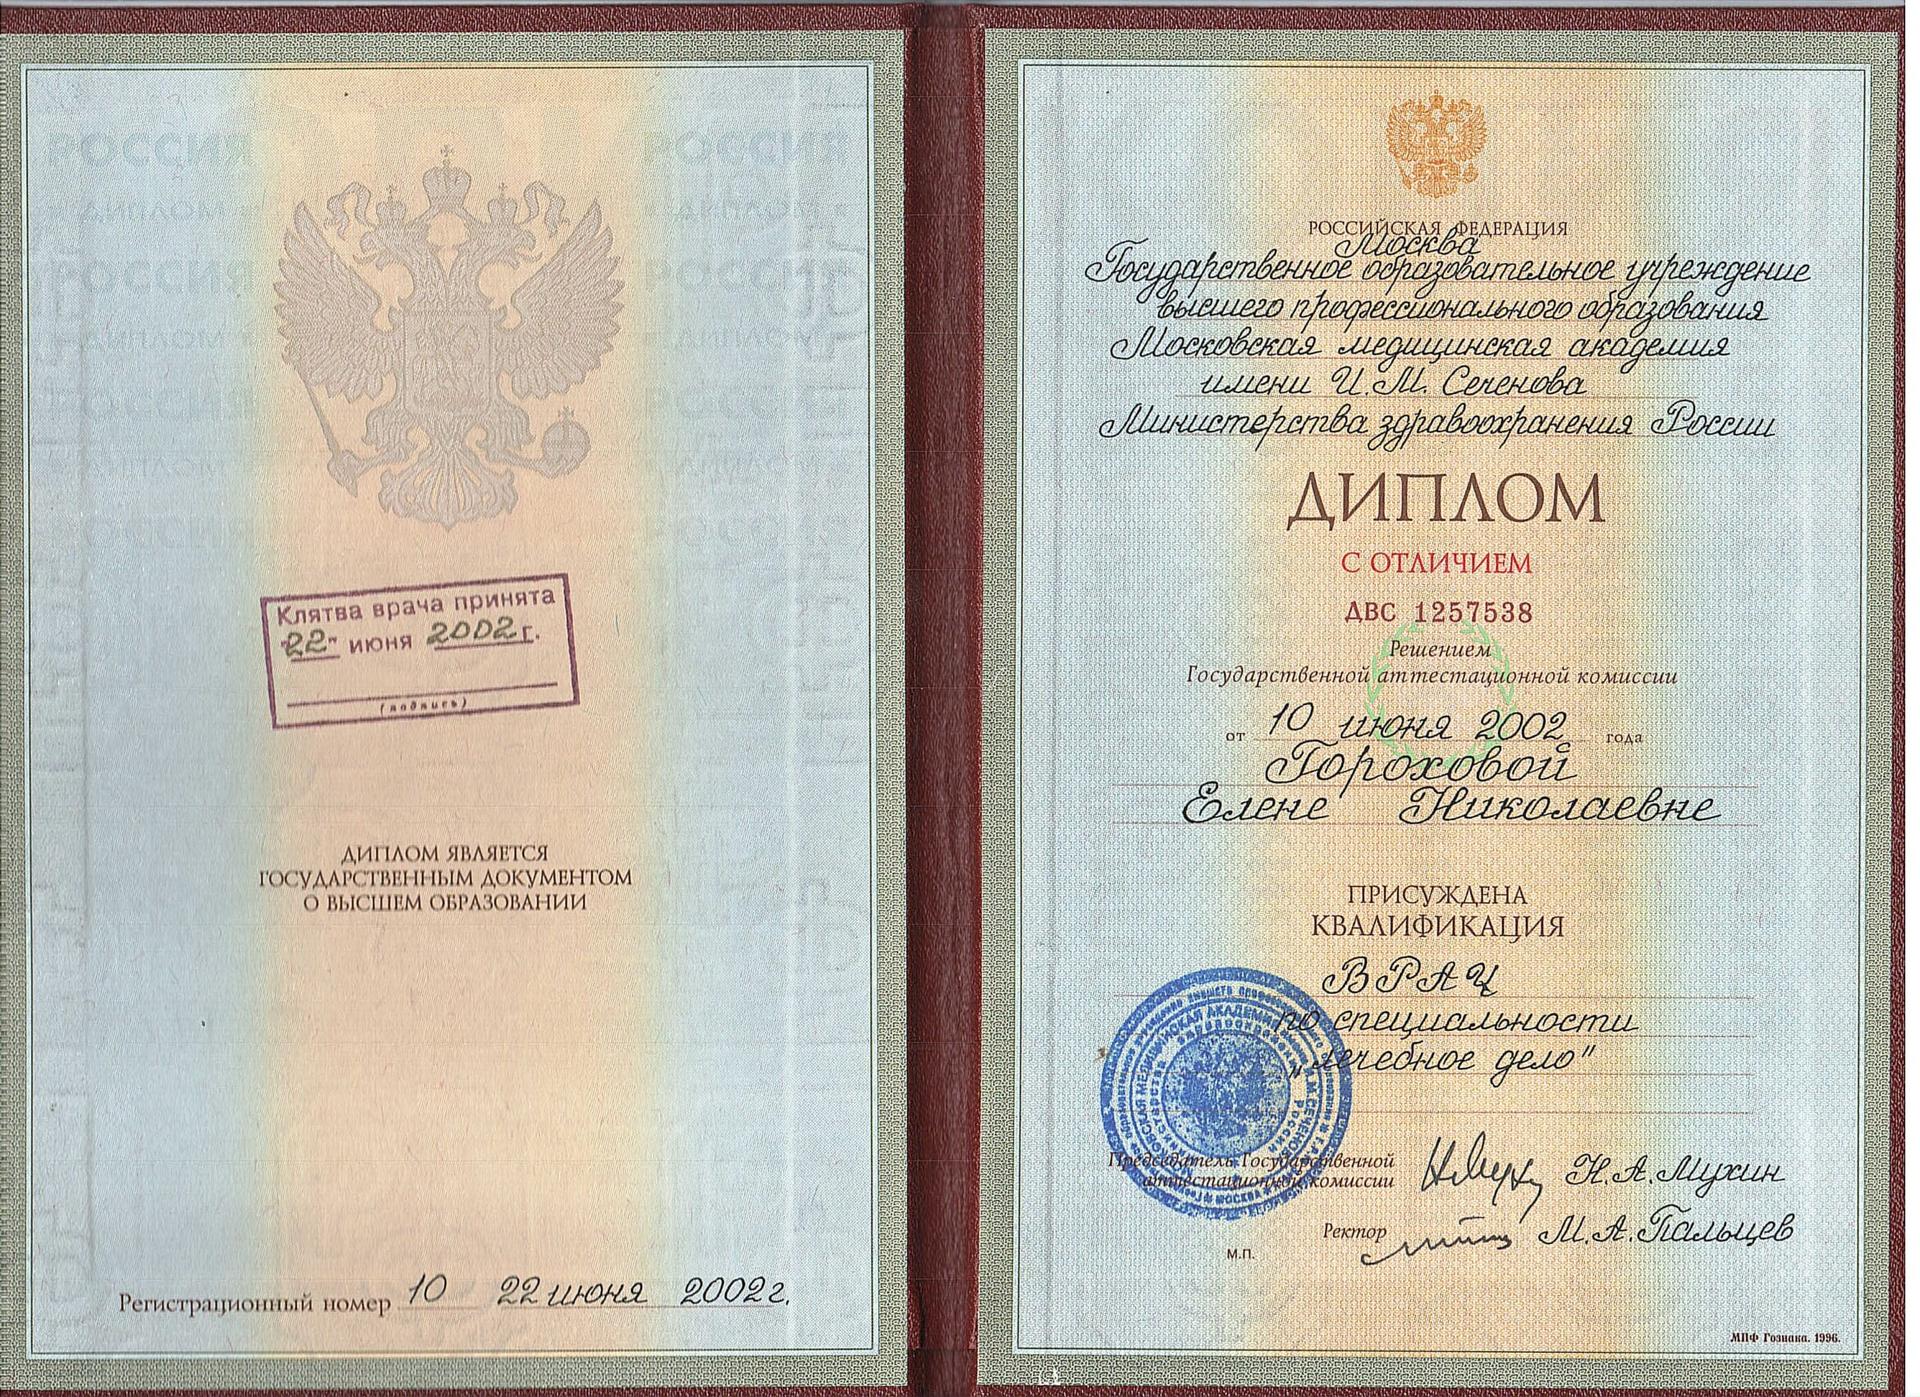 Клятва врача принята
"22" июня 2002 г.
(подпись)
ДИПЛОМ ЯВЛЯЕТСЯ
ГОСУДАРСТВЕННЫМ ДОКУМЕНТОМ
О ВЫСШЕМ ОБРАЗОВАНИИ
Регистрационный номер 10 22 июня 2002г.
РОССИЙСКАЯ ФЕДЕРАЦИЯ
Москва
Государственное образовательное учреждение
высшего профессионального образования
Московская медицинская академия
имени И.М. Сеченова
Министерства здравоохранения России
ДИПЛОМ
С ОТЛИЧИЕМ
ДВС 1257538
Решением
Государственной аттестационной комиссии
от 10 июня 2002 года
Гороховой
Елене Николаевне
ПРИСУЖДЕНА
КВАЛИФИКАЦИЯ
ВРАЧ
по специальности
„лечебное дело"
Председатель Государственной
аттестационной комиссии Н.А.Мухин
Ректор М.А.Пальцев
М.П.
МПФ Гознака. 1996.